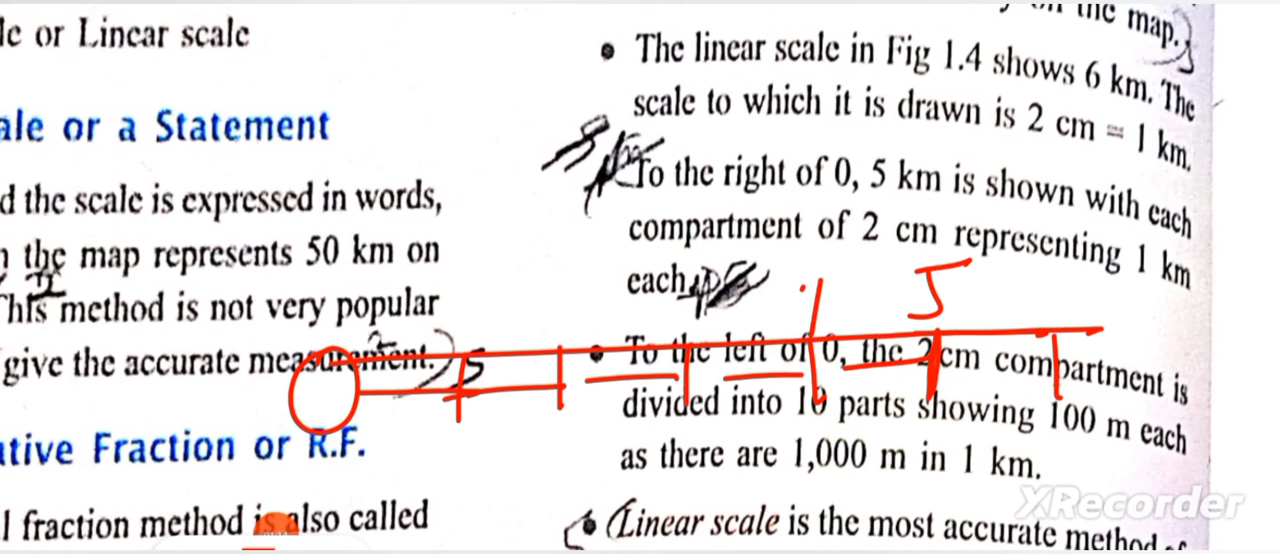 le or Linear scale
ale or a Statement
d the scale is expressed in words,
the map represents 50 km on
This method is not very popular
give the accurate measurement.
ative Fraction or R.F.
l fraction method is also called
the map.
• The linear scale in Fig 1.4 shows 6 km. The
scale to which it is drawn is 2 cm = 1 km.
To the right of 0, 5 km is shown with each
compartment of 2 cm representing 1 km
each
5
• To the left of 0, the 2 cm compartment is
divided into 10 parts showing 100 m each
as there are 1,000 m in 1 km.
• (Linear scale is the most accurate method of
XRecorder